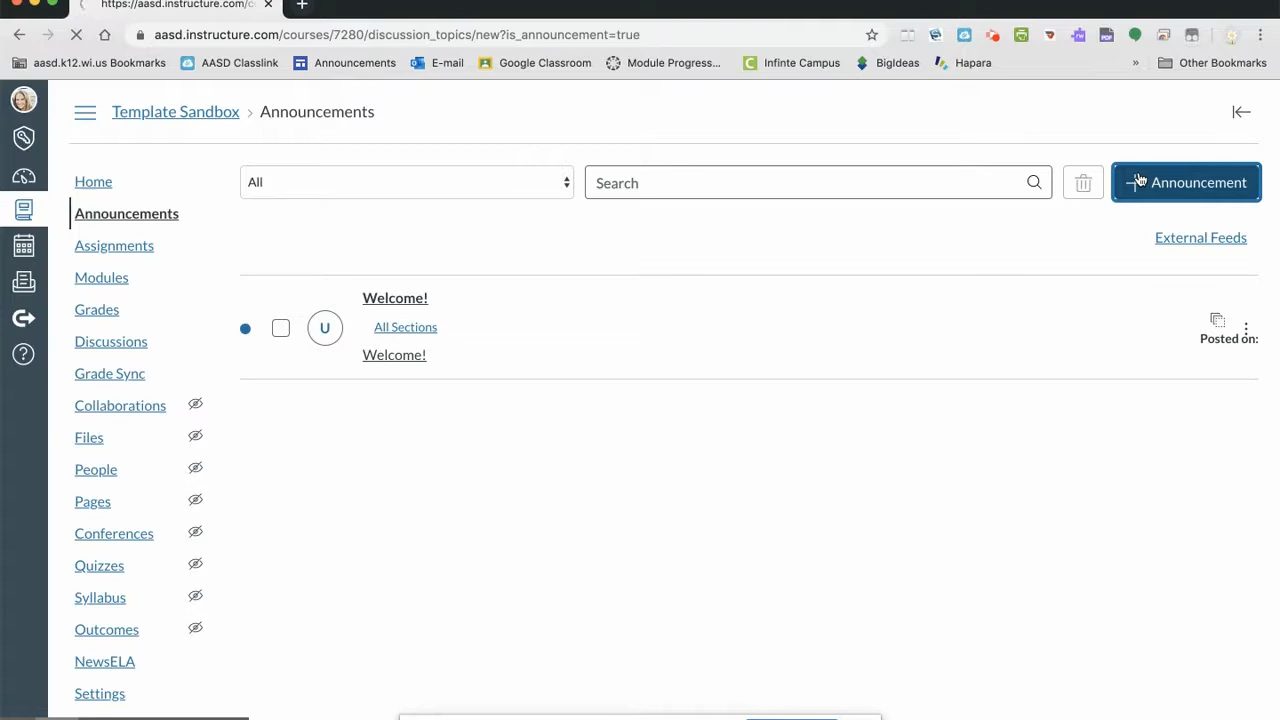 https://aasd.instructure.com/c
aasd.instructure.com/courses/7280/discussion_topics/new?is_announcement=true
aasd.k12.wi.us Bookmarks
AASD Classlink
Announcements
E-mail
Google Classroom
Module Progress...
Infinte Campus
BigIdeas
Hapara
»
Other Bookmarks
Template Sandbox › Announcements
Home
Announcements
Assignments
Modules
Grades
Discussions
Grade Sync
Collaborations
Files
People
Pages
Conferences
Quizzes
Syllabus
Outcomes
NewsELA
Settings
All
Search
+ Announcement
External Feeds
U
Welcome!
All Sections
Welcome!
Posted on: